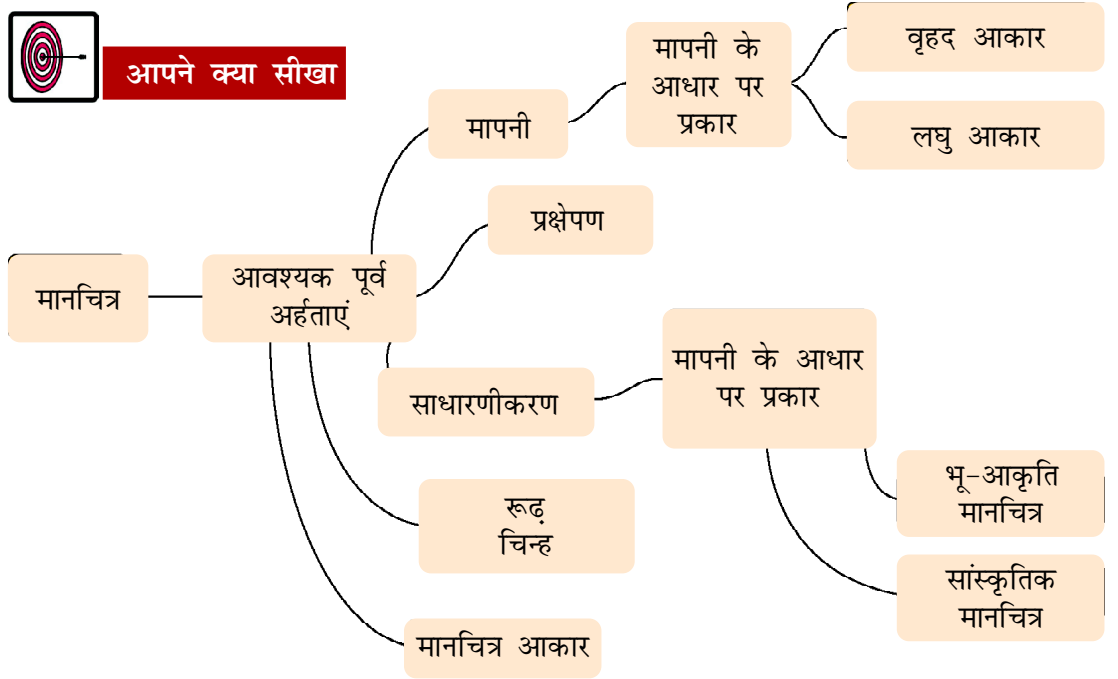 आपने क्या सीखा
मापनी के
आधार पर
प्रकार
वृहद आकार
लघु आकार
मापनी
प्रक्षेपण
मानचित्र
आवश्यक पूर्व
अर्हताएं
साधारणीकरण
मापनी के आधार
पर प्रकार
भू-आकृति
मानचित्र
सांस्कृतिक
मानचित्र
रूढ़
चिन्ह
मानचित्र आकार